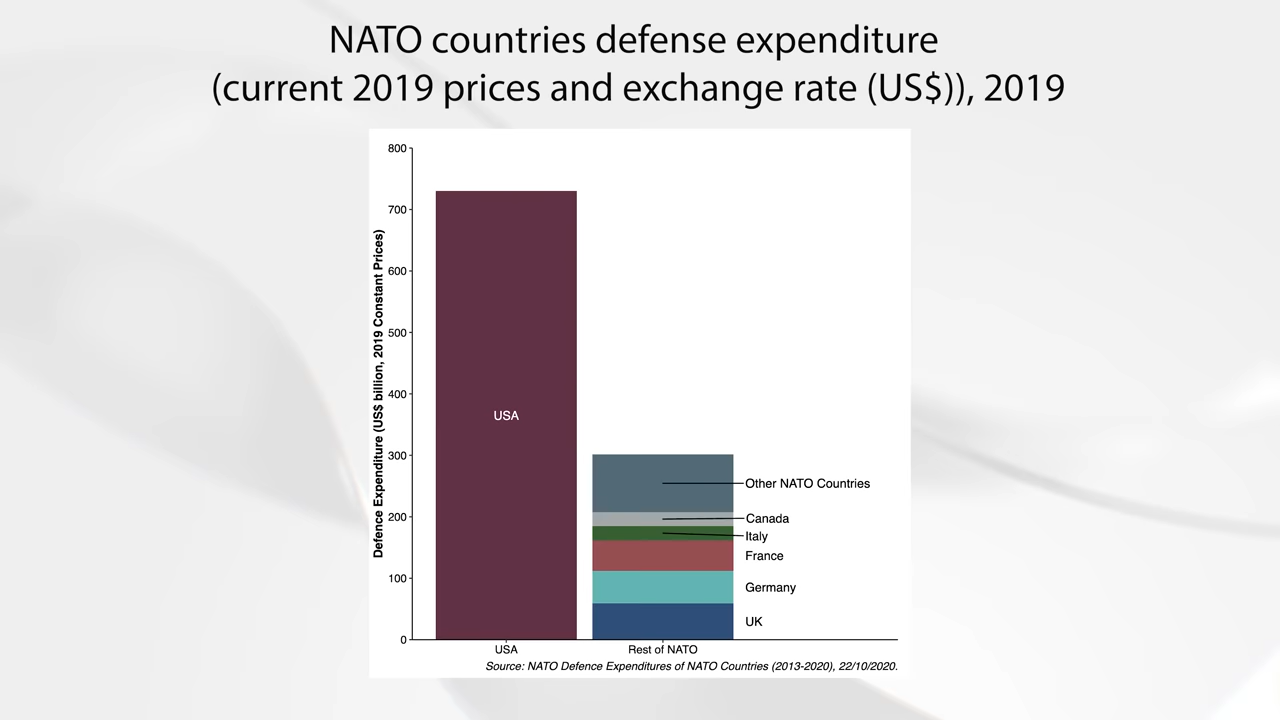 NATO countries defense expenditure
(current 2019 prices and exchange rate (US$)), 2019
Defence Expenditure (US$ billion, 2019 Constant Prices)
800
700
600
500
400
300
200
100
0
USA
Other NATO Countries
Canada
Italy
France
Germany
UK
USA
Rest of NATO
Source: NATO Defence Expenditures of NATO Countries (2013-2020), 22/10/2020.